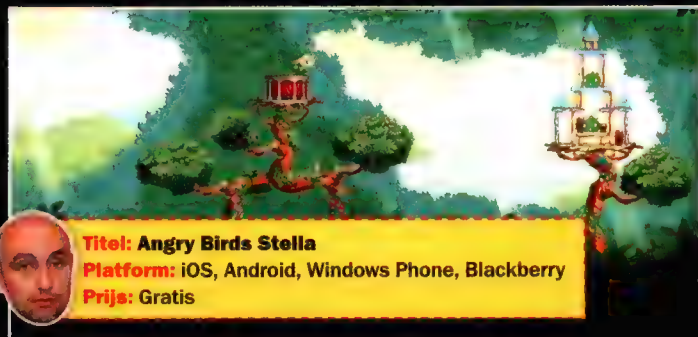 Titel: Angry Birds Stella
Platform: iOS, Android, Windows Phone, Blackberry
Prijs: Gratis